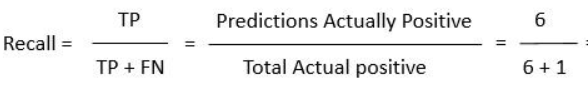 Recall = TP / TP + FN = Predictions Actually Positive / Total Actual positive = 6 / 6 + 1 =